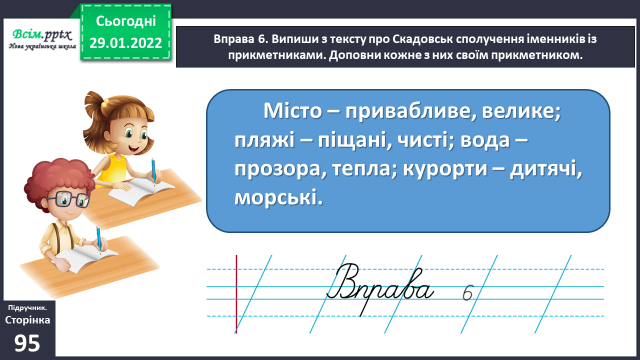 Всім.pptx
Нова українська школа
Сьогодні
29.01.2022
Вправа 6. Випиши з тексту про Скадовськ сполучення іменників із
прикметниками. Доповни кожне з них своїм прикметником.
Місто – привабливе, велике;
пляжі – піщані, чисті; вода –
прозора, тепла; курорти – дитячі,
морські.
Вправа 6
Підручник.
Сторінка
95